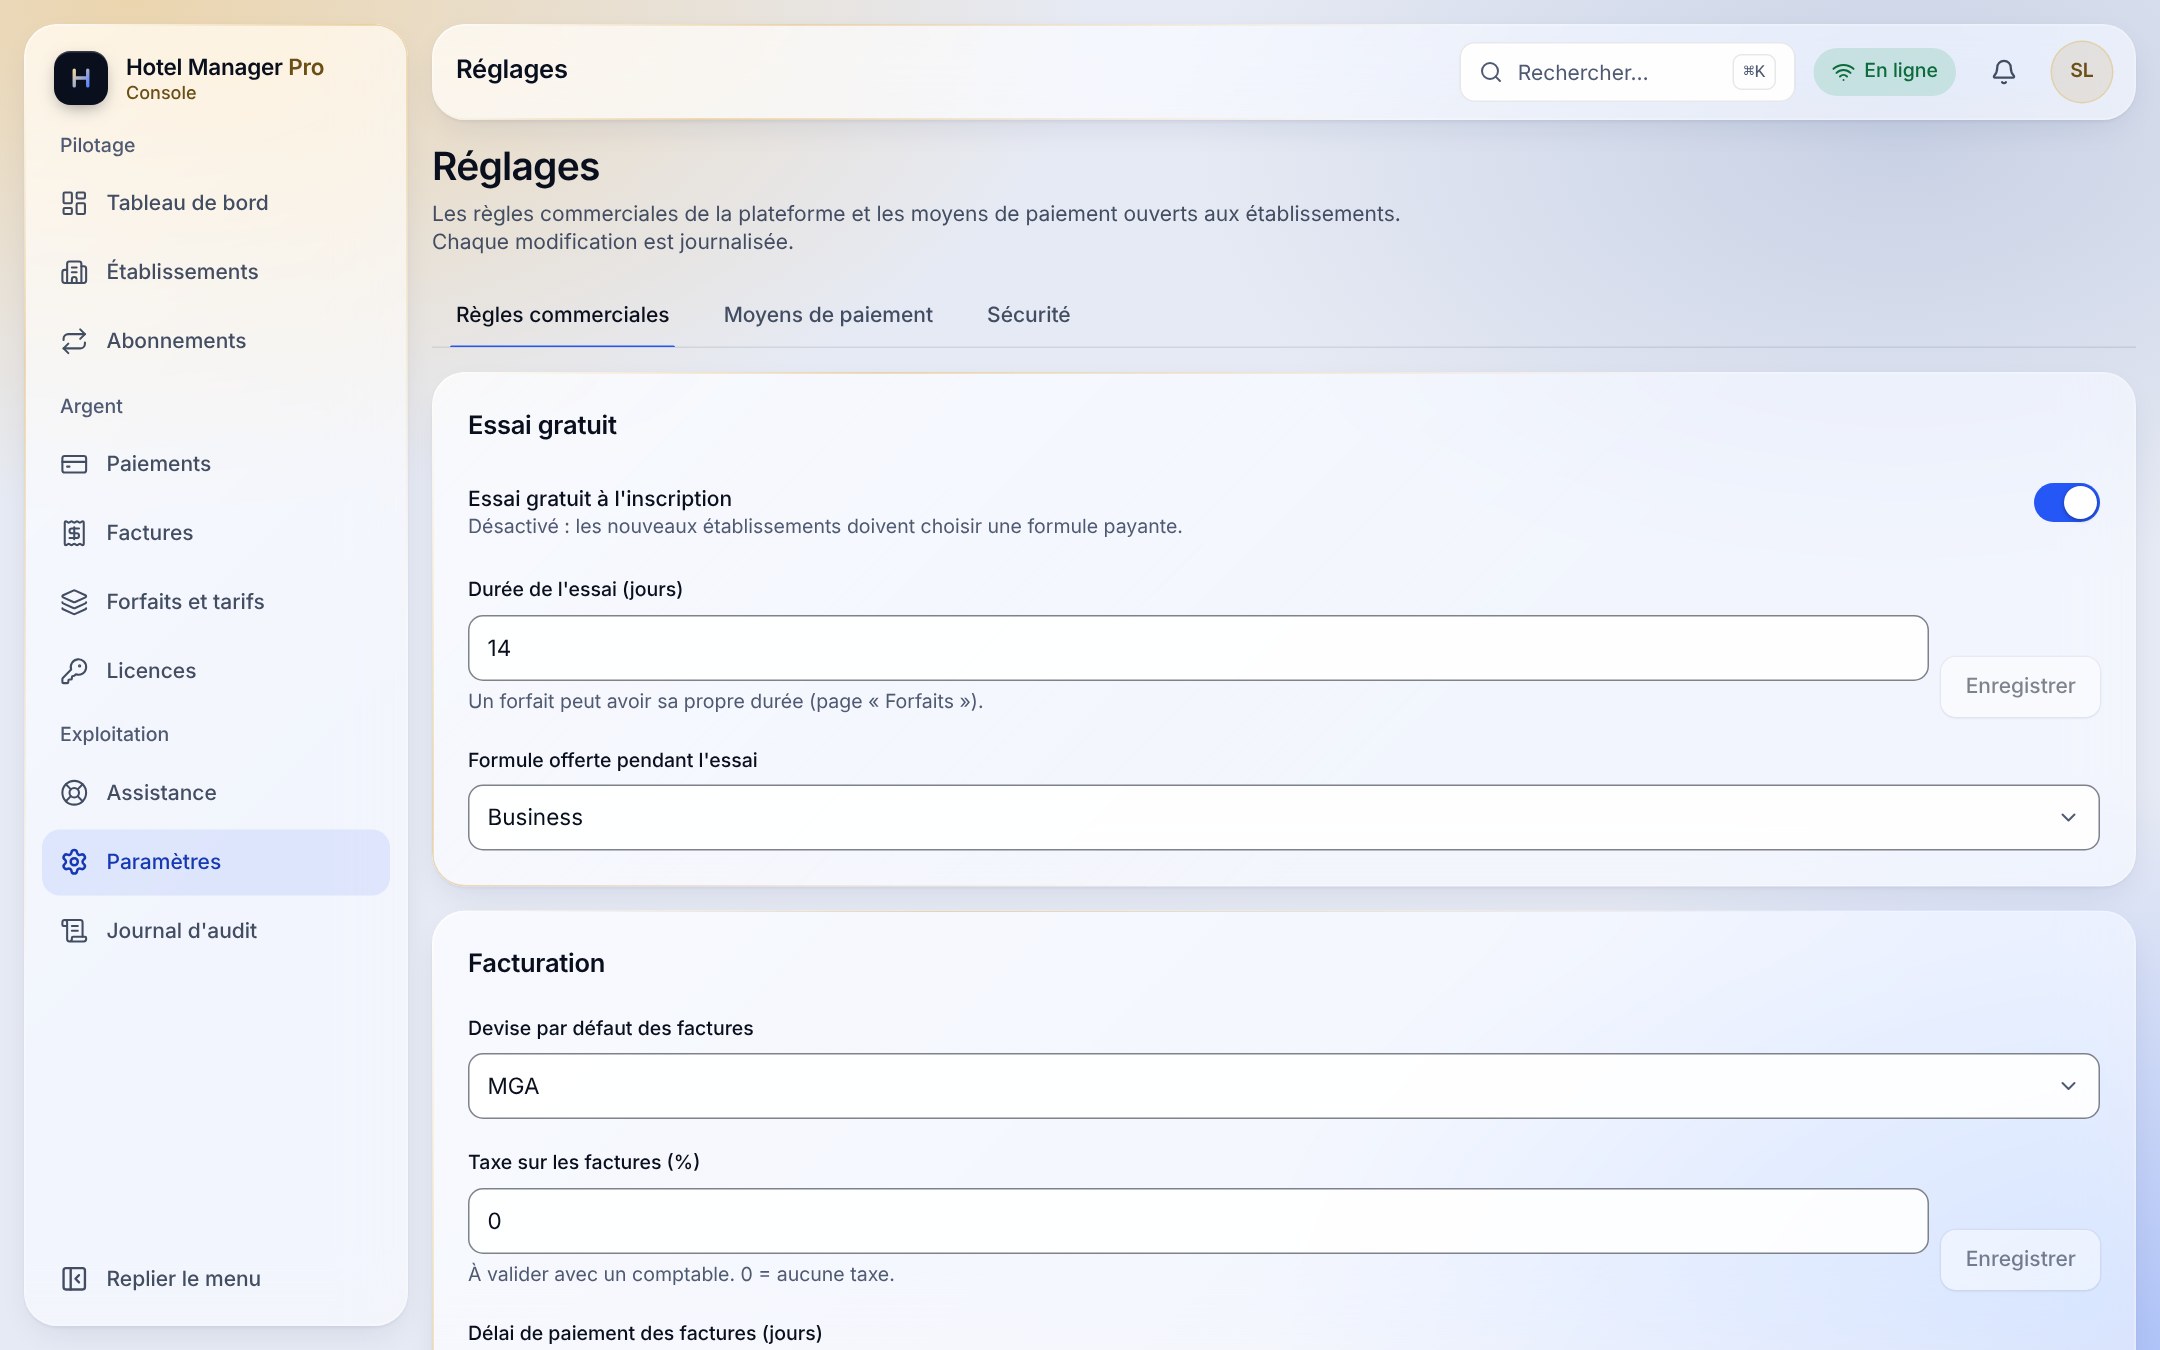 Hotel Manager Pro
Console
Pilotage
Tableau de bord
Établissements
Abonnements
Argent
Paiements
Factures
Forfaits et tarifs
Licences
Exploitation
Assistance
Paramètres
Journal d'audit
Replier le menu
Réglages
Rechercher...
⌘K
En ligne
SL
Réglages
Les règles commerciales de la plateforme et les moyens de paiement ouverts aux établissements.
Chaque modification est journalisée.
Règles commerciales
Moyens de paiement
Sécurité
Essai gratuit
Essai gratuit à l'inscription
Désactivé : les nouveaux établissements doivent choisir une formule payante.
Durée de l'essai (jours)
14
Enregistrer
Un forfait peut avoir sa propre durée (page « Forfaits »).
Formule offerte pendant l'essai
Business
Facturation
Devise par défaut des factures
MGA
Taxe sur les factures (%)
0
Enregistrer
À valider avec un comptable. 0 = aucune taxe.
Délai de paiement des factures (jours)